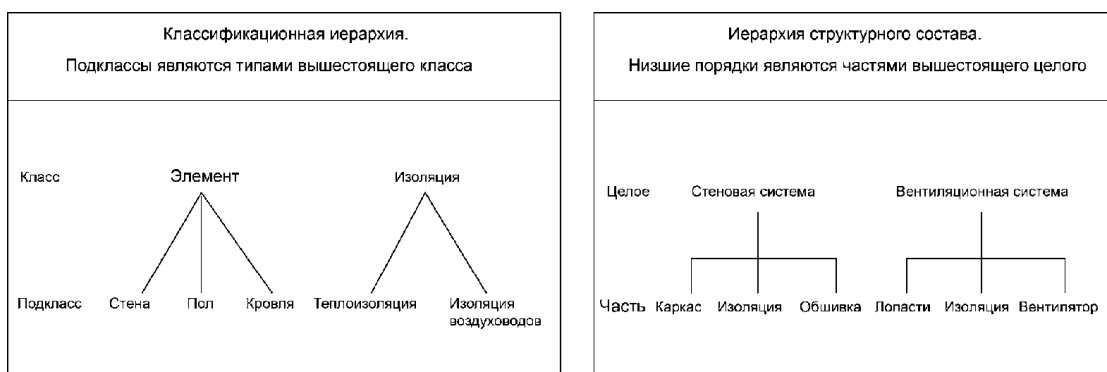 Классификационная иерархия.
Подклассы являются типами вышестоящего класса
Класс Элемент Изоляция
Подкласс Стена Пол Кровля Теплоизоляция Изоляция
воздуховодов
Иерархия структурного состава.
Низшие порядки являются частями вышестоящего целого
Целое Стеновая система Вентиляционная система
Часть Каркас Изоляция Обшивка Лопасти Изоляция Вентилятор